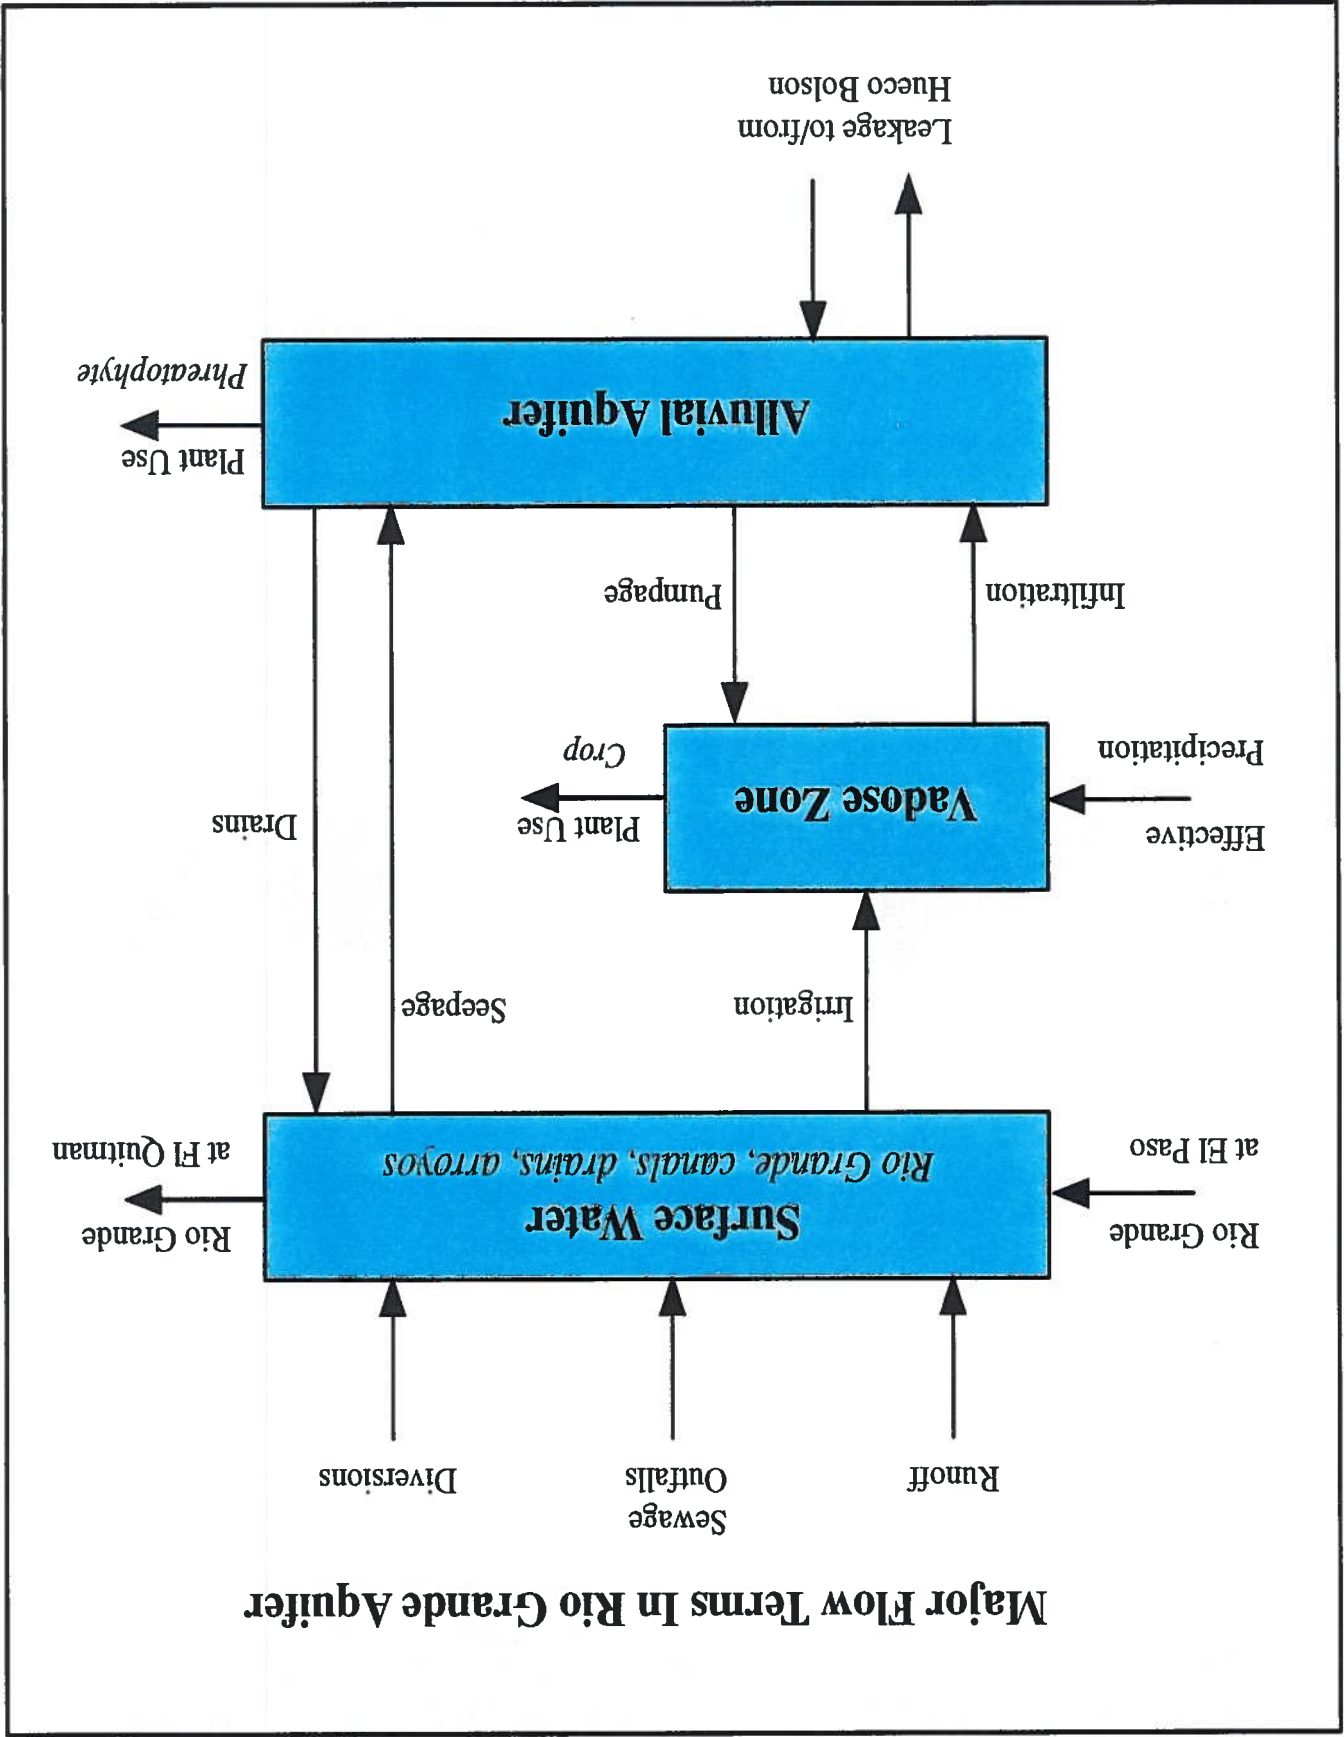 Major Flow Terms In Rio Grande Aquifer
Runoff
Sewage
Outfalls
Diversions
Rio Grande
at El Paso
Surface Water
Rio Grande, canals, drains, arroyos
Rio Grande
at Fl Quitman
Irrigation
Seepage
Drains
Effective
Precipitation
Vadose Zone
Plant Use
Crop
Infiltration
Pumpage
Alluvial Aquifer
Plant Use
Phreatophyte
Leakage to/from
Hueco Bolson